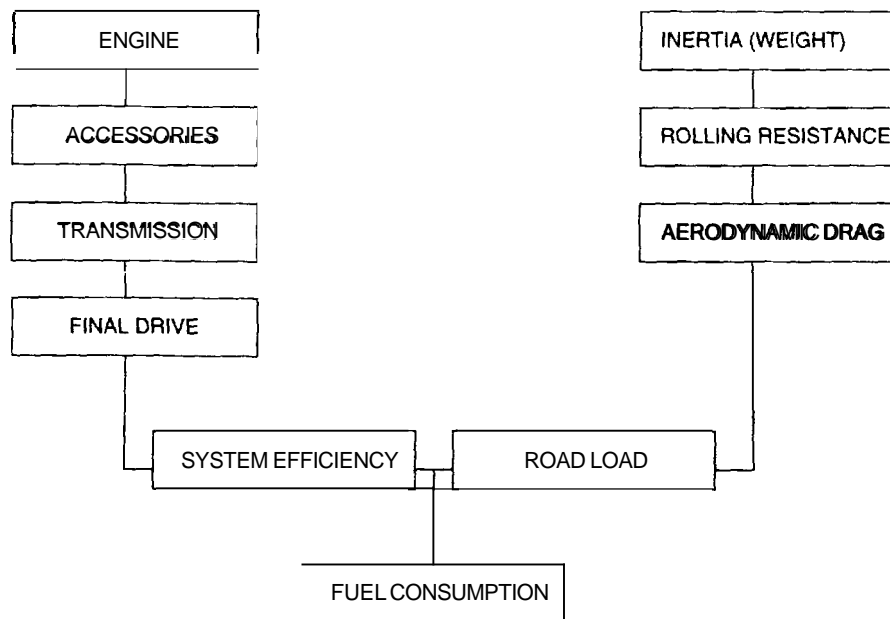 ENGINE
ACCESSORIES
TRANSMISSION
FINAL DRIVE
INERTIA (WEIGHT)
ROLLING RESISTANCE
AERODYNAMIC DRAG
SYSTEM EFFICIENCY
ROAD LOAD
FUEL CONSUMPTION